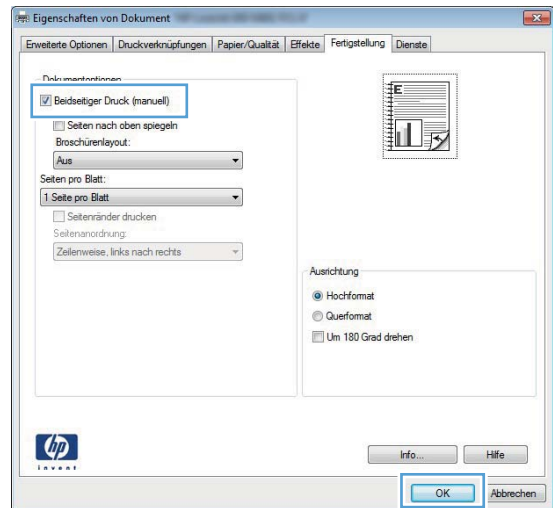 Eigenschaften von Dokument
Erweiterte Optionen
Druckverknüpfungen
Papier/Qualität
Effekte
Fertigstellung
Dienste
Dokumentoptionen
Beidseitiger Druck (manuell)
Seiten nach oben spiegeln
Broschürenlayout:
Aus
Seiten pro Blatt:
1 Seite pro Blatt
Seitenränder drucken
Seitenanordnung:
Zeilenweise, links nach rechts
E
Ausrichtung
Hochformat
Querformat
Um 180 Grad drehen
hp
invent
Info...
Hilfe
OK
Abbrechen